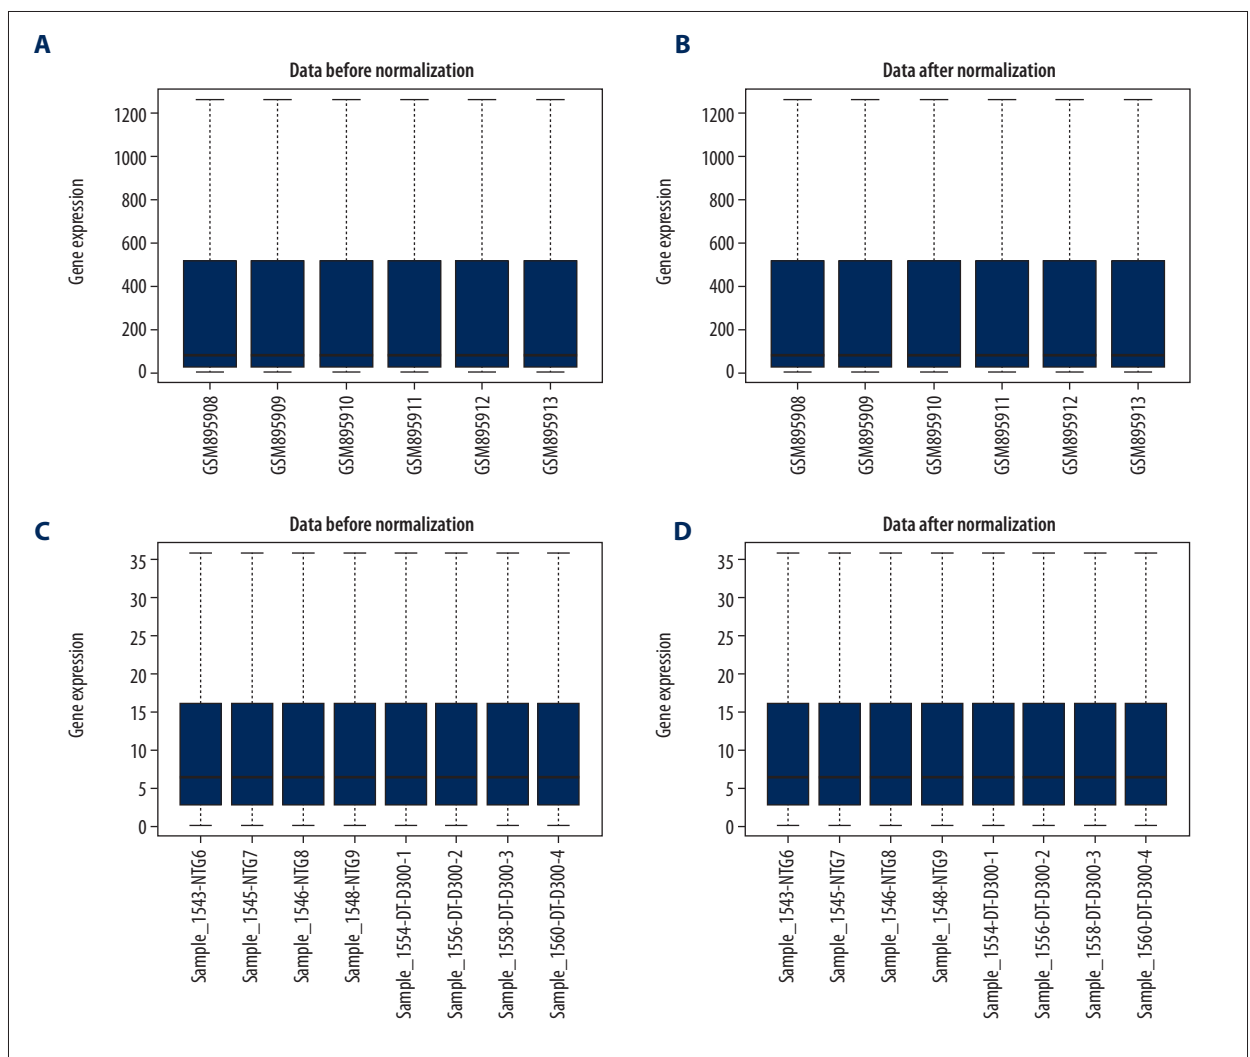 A
Data before normalization
Gene expression
1200
1000
800
600
400
200
0
GSM895908
GSM895909
GSM895910
GSM895911
GSM895912
GSM895913
B
Data after normalization
Gene expression
1200
1000
800
600
400
200
0
GSM895908
GSM895909
GSM895910
GSM895911
GSM895912
GSM895913
C
Data before normalization
Gene expression
35
30
25
20
15
10
5
0
Sample_1543-NTG6
Sample_1545-NTG7
Sample_1546-NTG8
Sample_1548-NTG9
Sample_1554-DT-D300-1
Sample_1556-DT-D300-2
Sample_1558-DT-D300-3
Sample_1560-DT-D300-4
D
Data after normalization
Gene expression
35
30
25
20
15
10
5
0
Sample_1543-NTG6
Sample_1545-NTG7
Sample_1546-NTG8
Sample_1548-NTG9
Sample_1554-DT-D300-1
Sample_1556-DT-D300-2
Sample_1558-DT-D300-3
Sample_1560-DT-D300-4